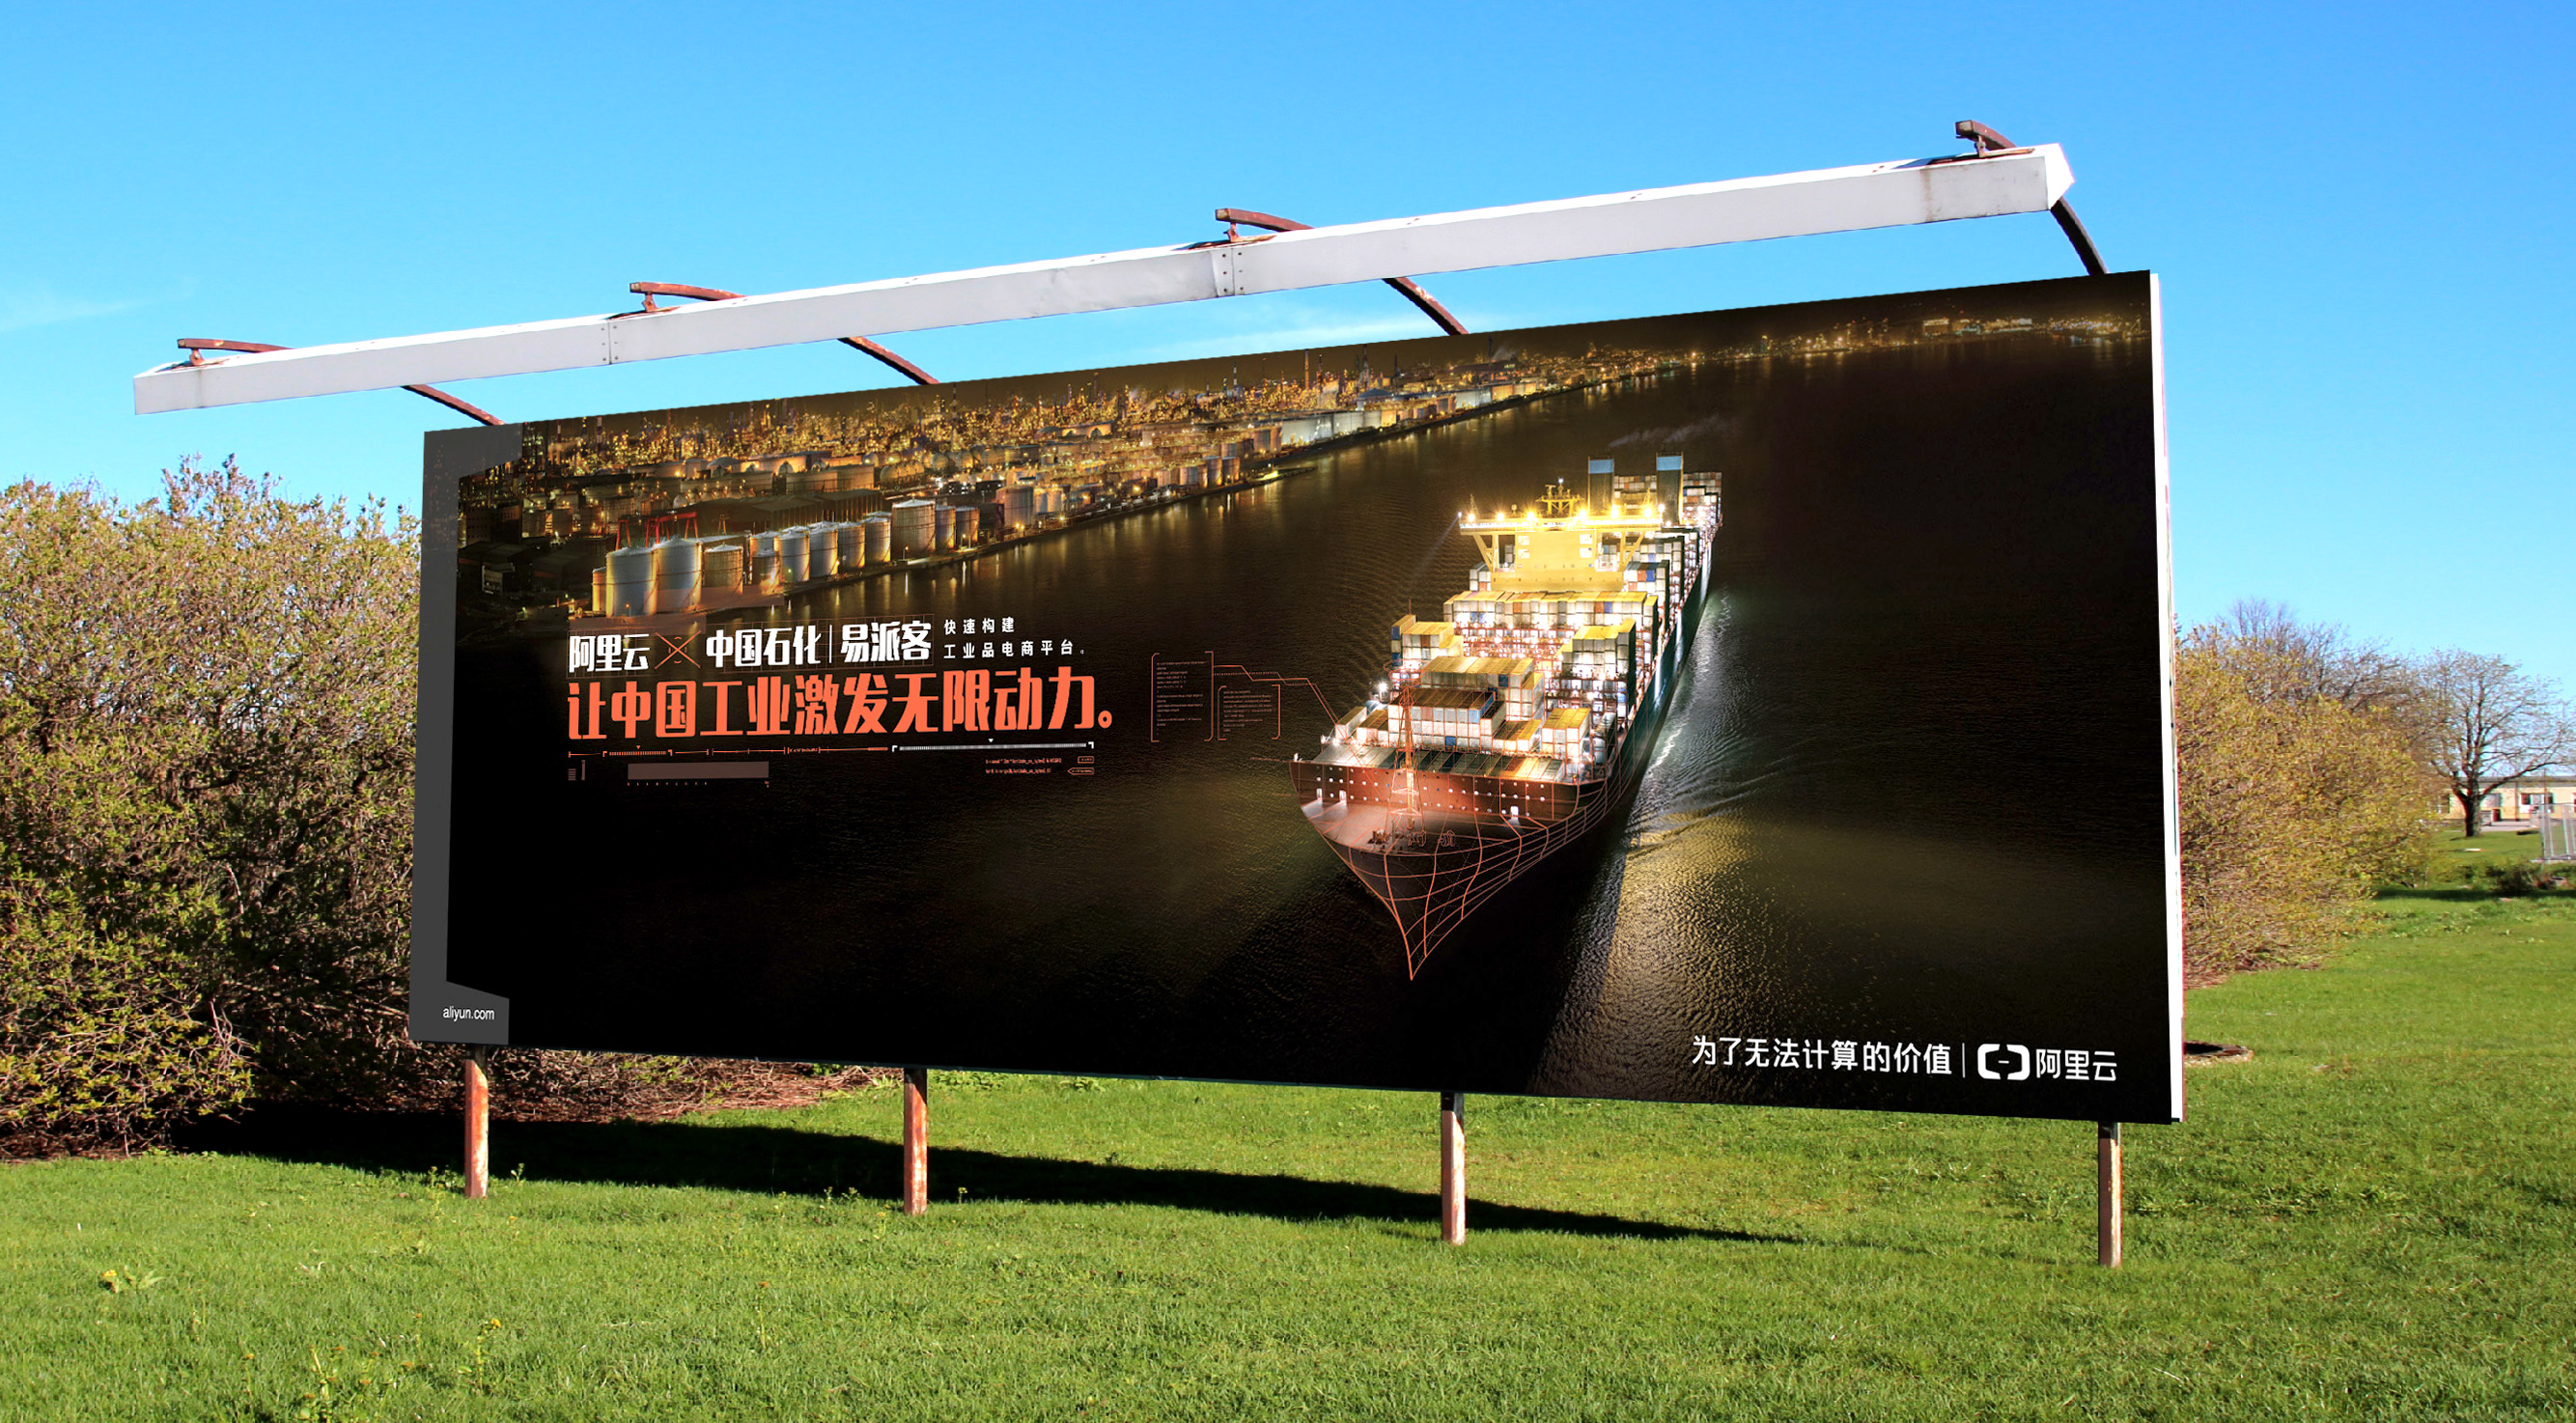 阿里云 中国石化 | 易派客 快速构建
工业品电商平台。
让中国工业激发无限动力。
aliyun.com
为了无法计算的价值 | 阿里云